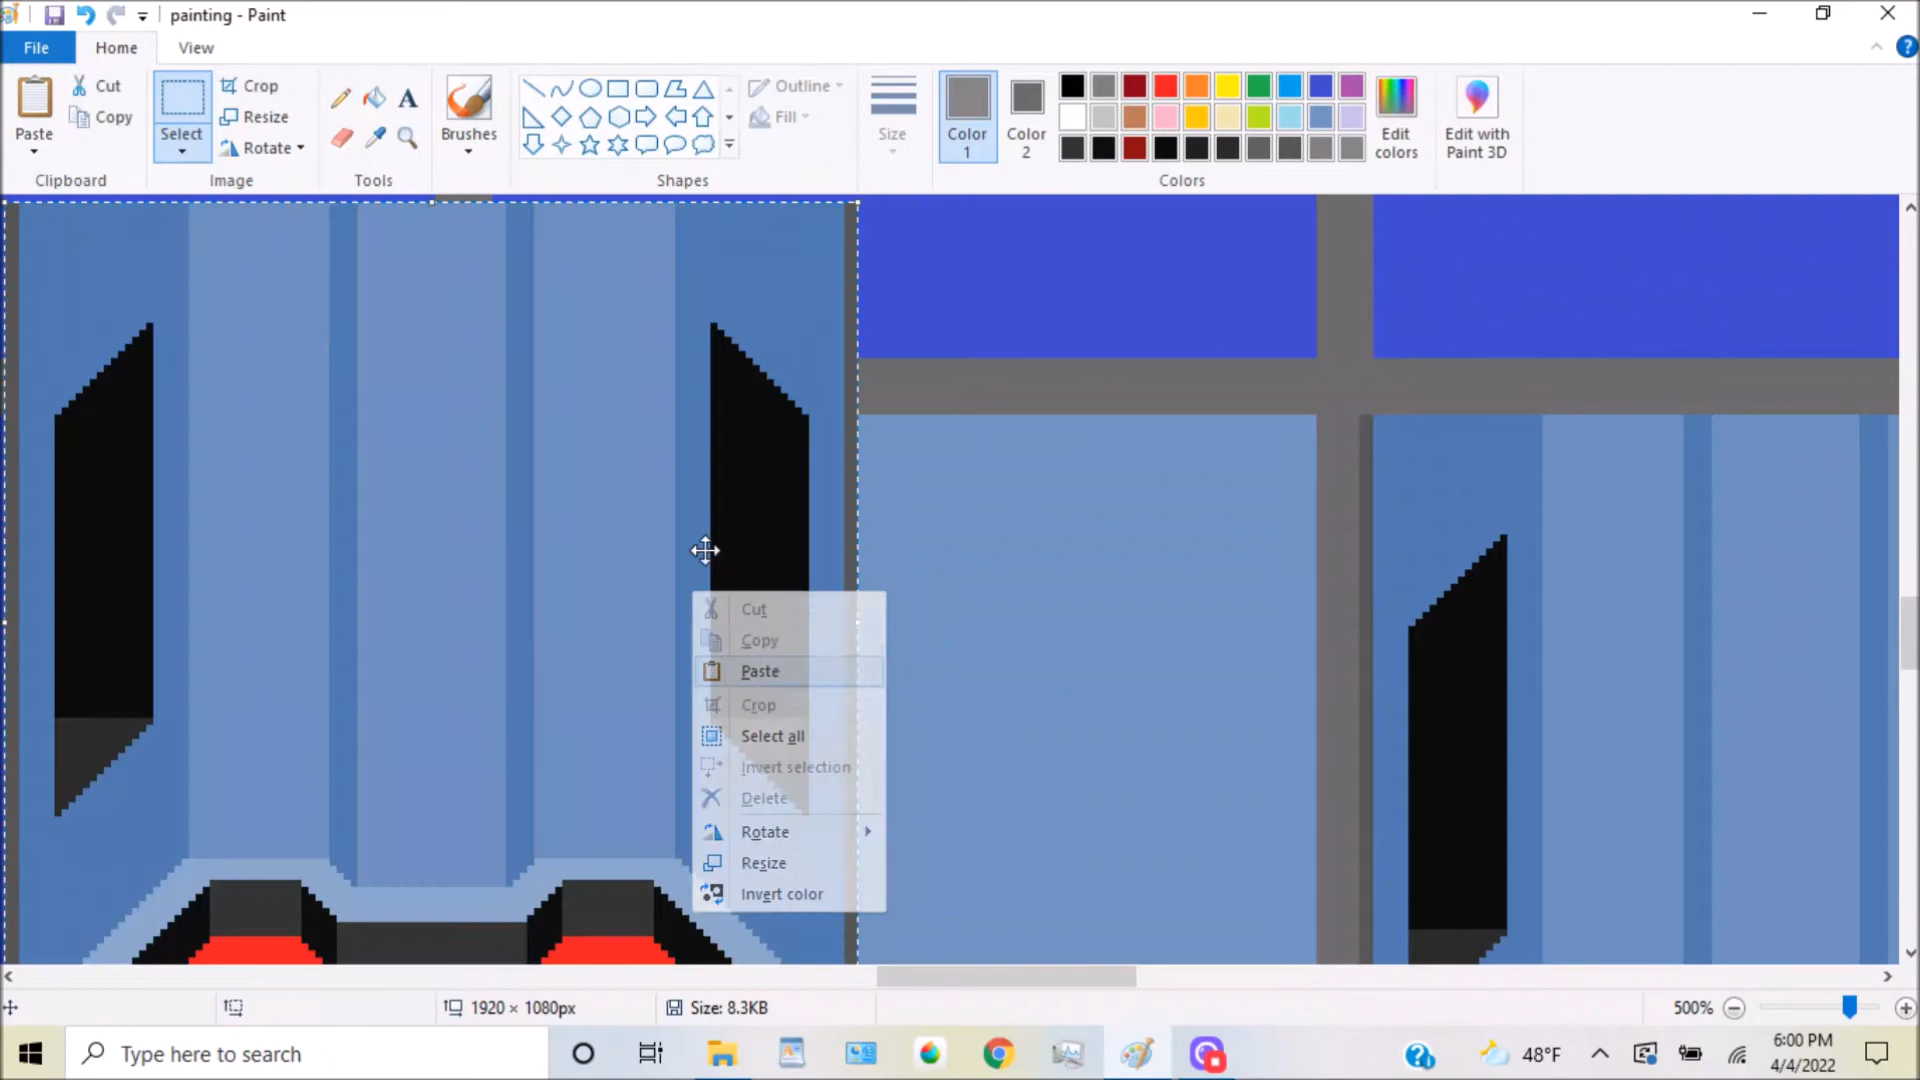 painting - Paint
File Home View
Paste
Cut
Copy
Clipboard
Select
Crop
Resize
Rotate
Image
A
Tools
Brushes
Shapes
Outline
Fill
Size
Color 1
Color 2
Colors
Edit colors
Edit with Paint 3D
?
Cut
Copy
Paste
Crop
Select all
Invert selection
Delete
Rotate
Resize
Invert color
1920 × 1080px
Size: 8.3KB
500%
Type here to search
48°F
6:00 PM
4/4/2022